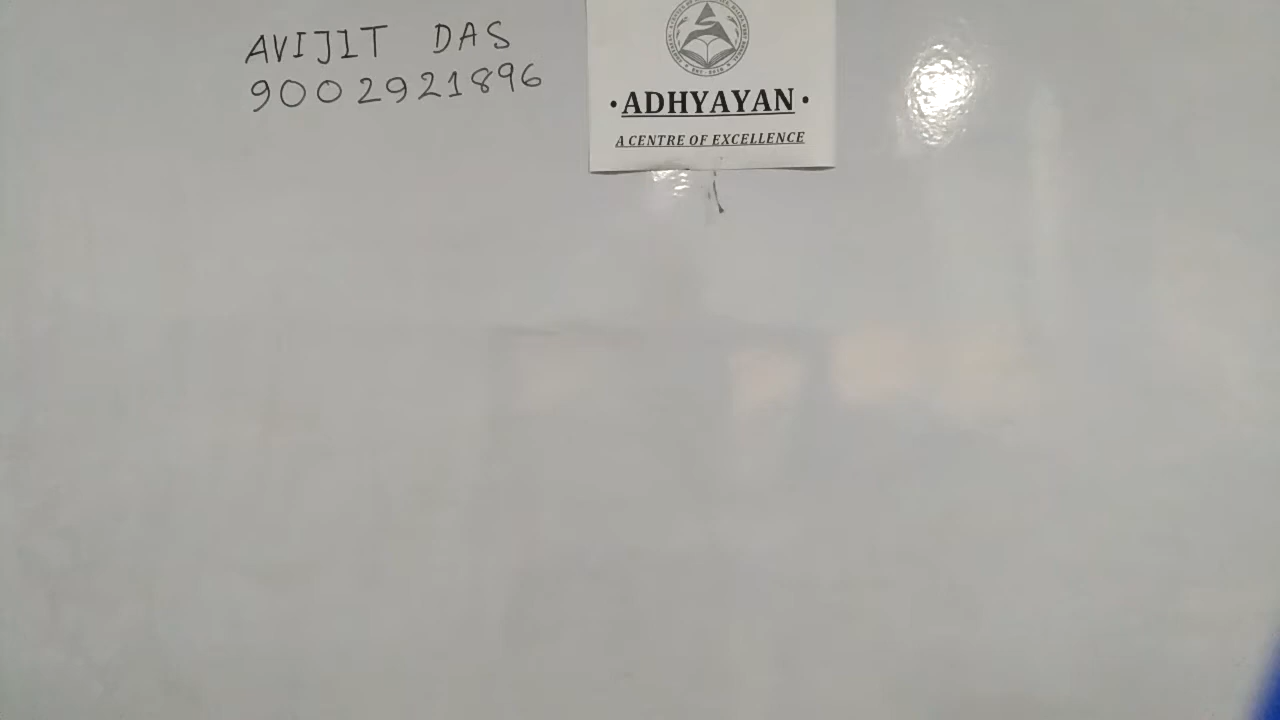 AVIJIT DAS
9002921896
•ADHYAYAN•
A CENTRE OF EXCELLENCE